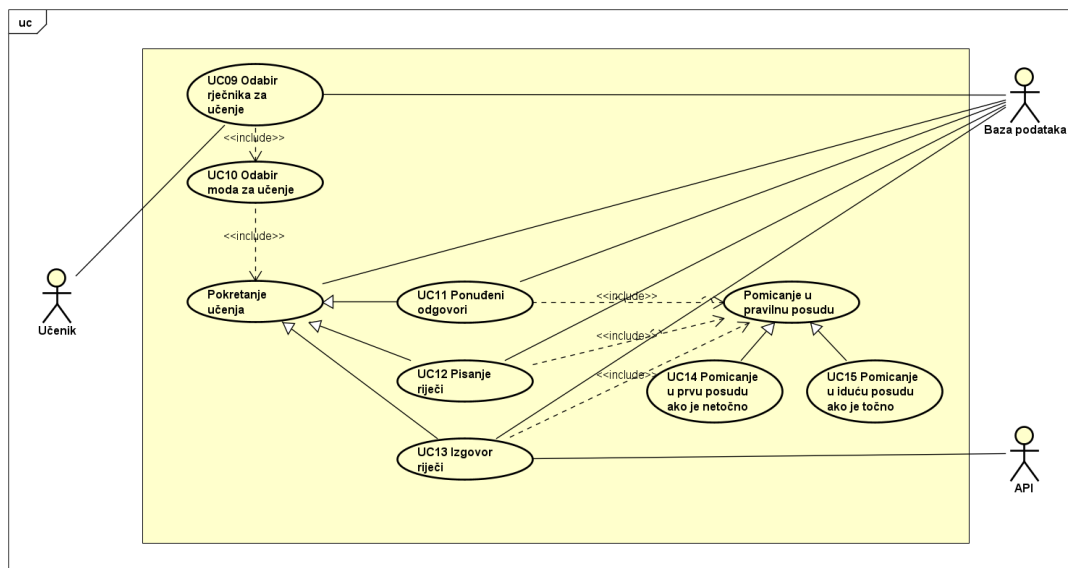 uc
UC09 Odabir
rječnika za
učenje
Baza podataka
<<include>>
UC10 Odabir
moda za učenje
<<include>>
Učenik
Pokretanje
učenja
UC11 Ponuđeni
odgovori
<<include>>
Pomicanje u
pravilnu posudu
<<include>>
UC12 Pisanje
riječi
<<include>>
UC14 Pomicanje
u prvu posudu
ako je netočno
UC15 Pomicanje
u iduću posudu
ako je točno
UC13 Izgovor
riječi
API